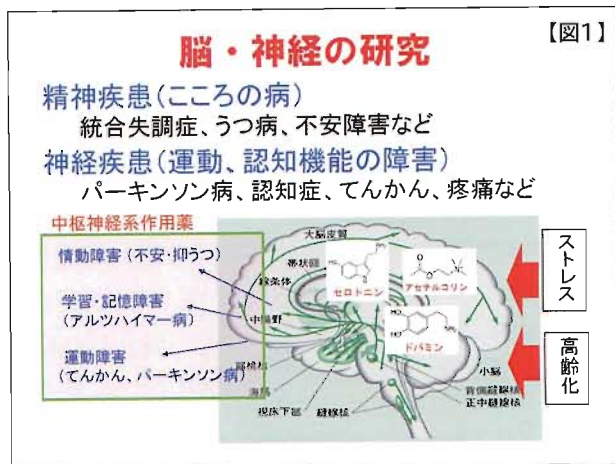 【図1】
脳・神経の研究
精神疾患(こころの病)
統合失調症、うつ病、不安障害など
神経疾患(運動、認知機能の障害)
パーキンソン病、認知症、てんかん、疼痛など
中枢神経系作用薬
情動障害(不安・抑うつ)
学習・記憶障害
(アルツハイマー病)
運動障害
(てんかん、パーキンソン病)
大脳皮質
帯状回
線条体
中隔野
海馬
視床下部
縫線核
小脳
背側縫線核
正中縫線核
セロトニン
アセチルコリン
ドパミン
ストレス
高齢化